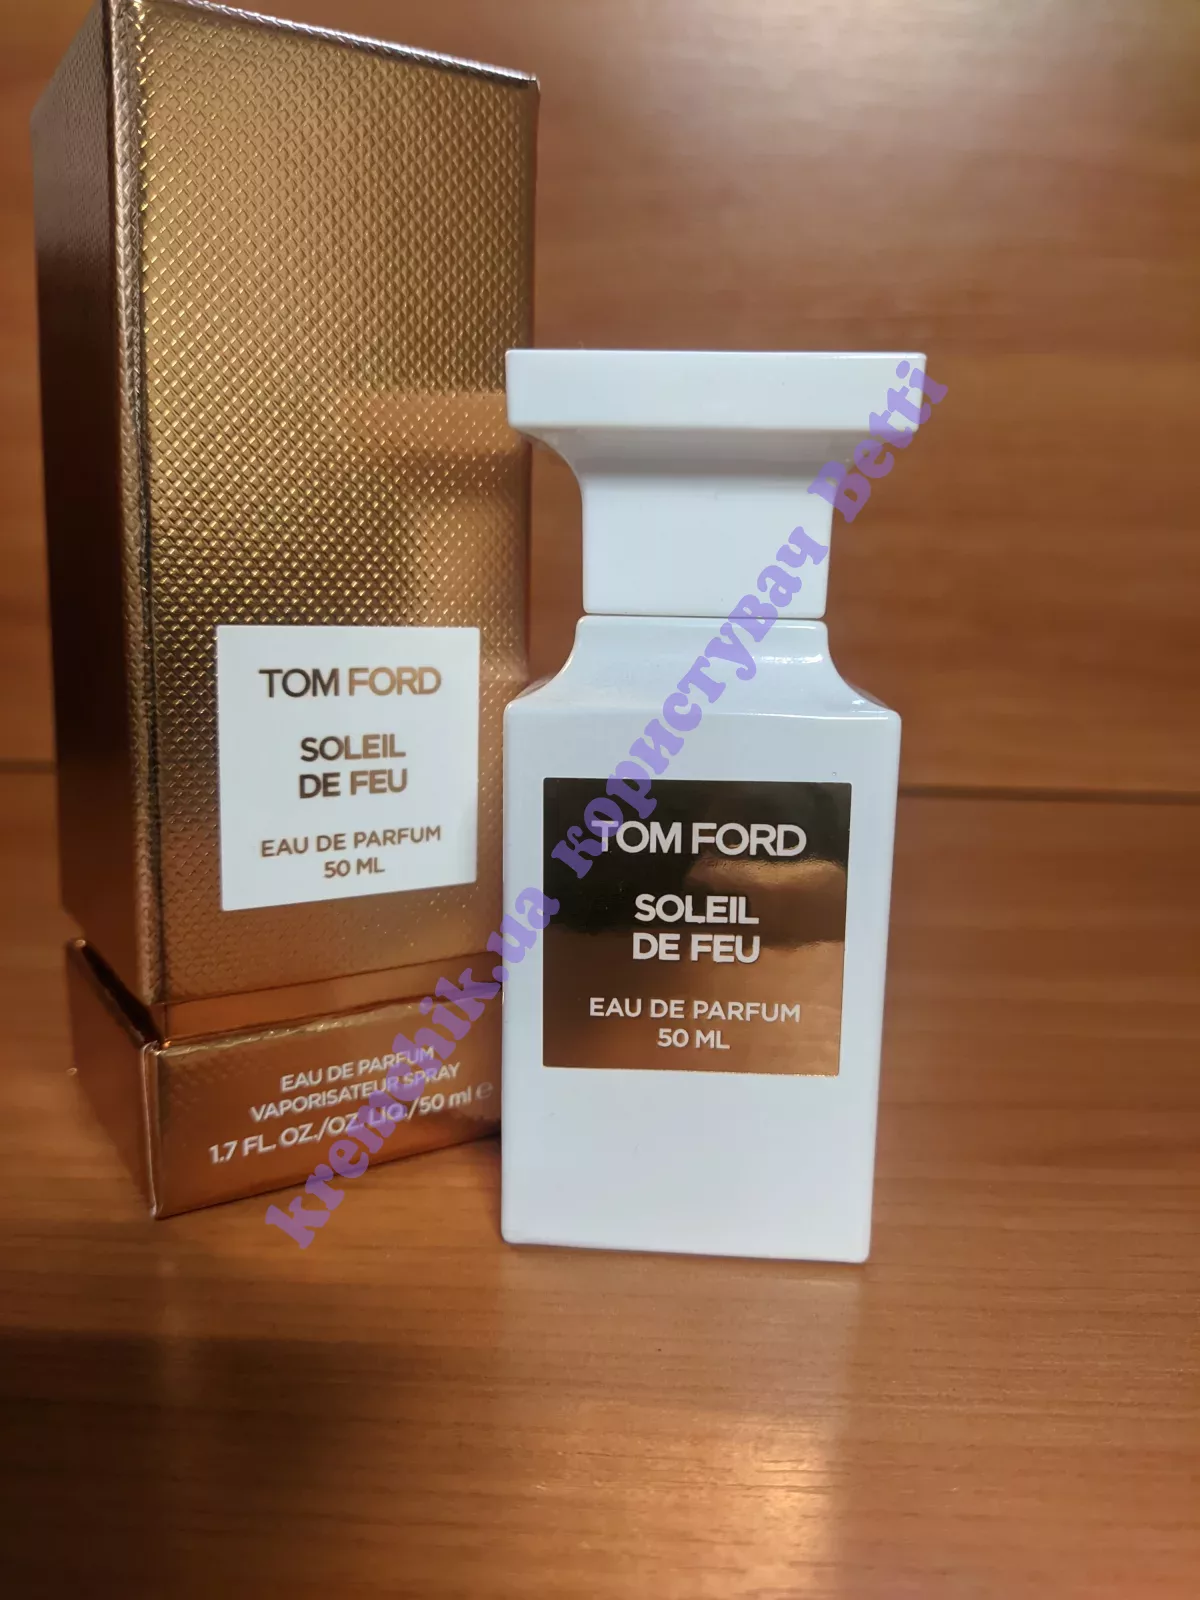 TOM FORD
SOLEIL
DE FEU
EAU DE PARFUM
50 ML
EAU DE PARFUM
VAPORISATEUR SPRAY
1.7 FL. OZ./OZ. LIQ./50 ml ℮
TOM FORD
SOLEIL
DE FEU
EAU DE PARFUM
50 ML
kremchik.ua користувач Betti